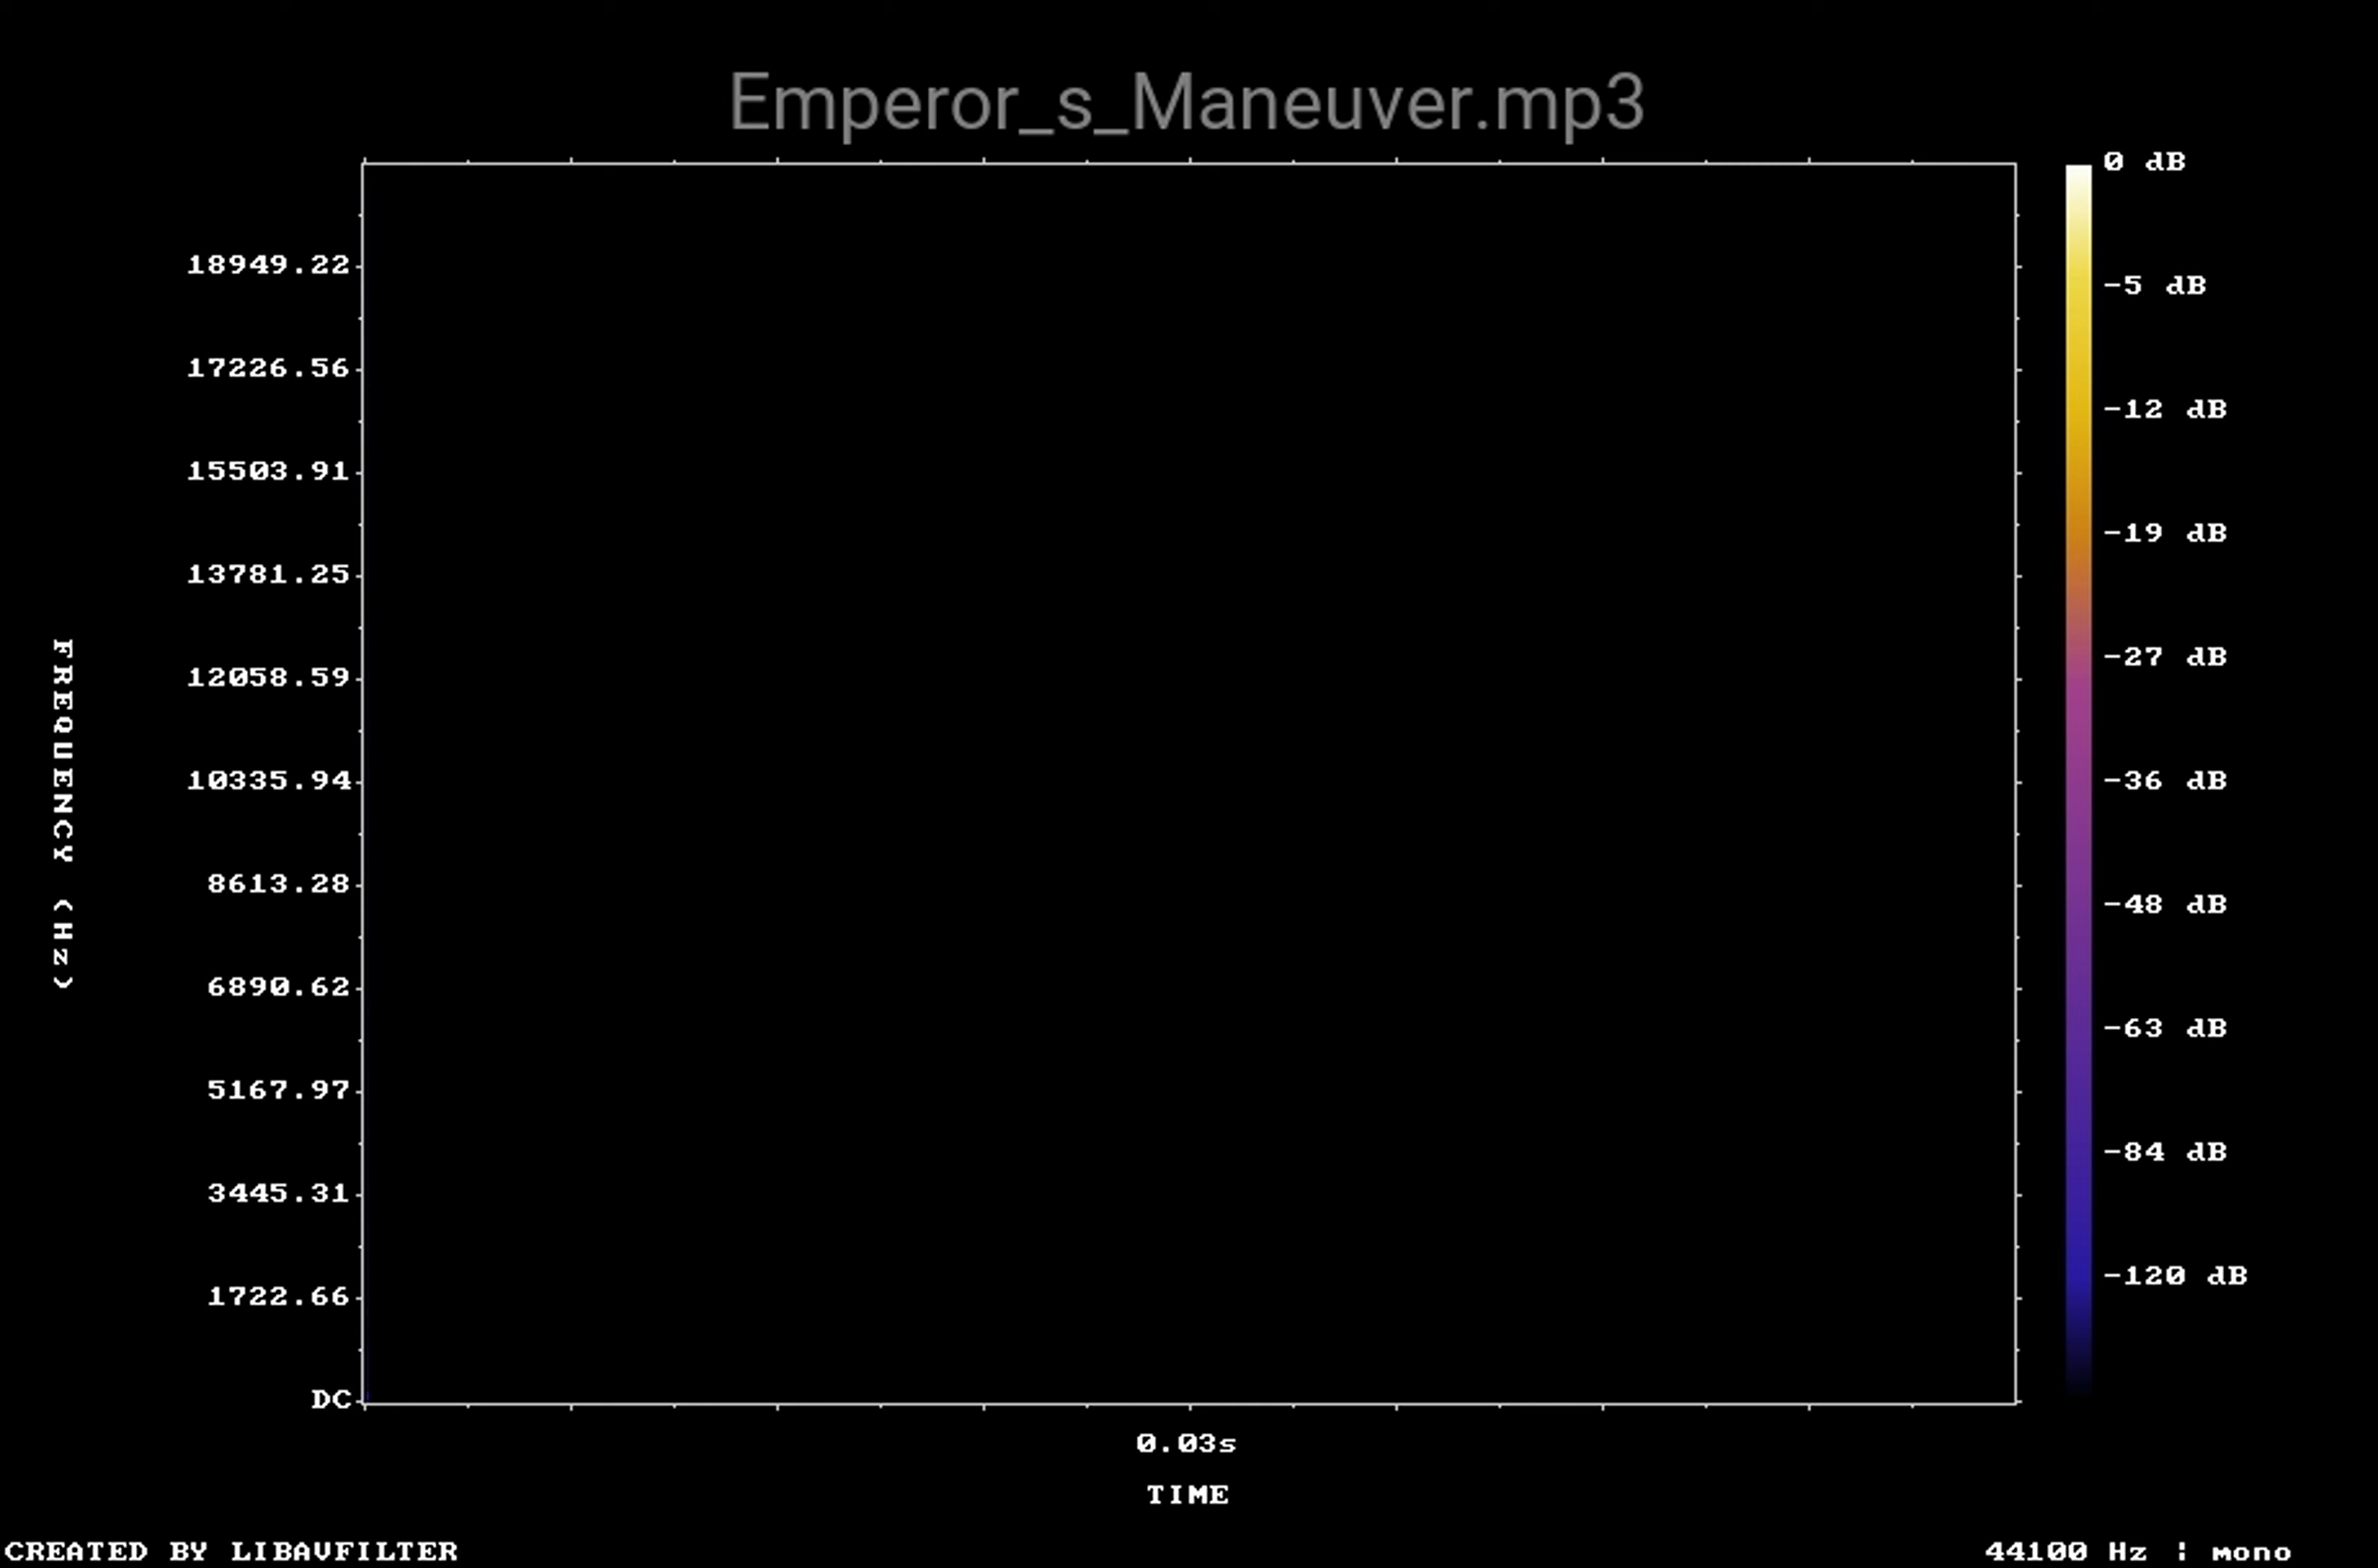 Emperor_s_Maneuver.mp3
0 dB
-5 dB
-12 dB
-19 dB
-27 dB
-36 dB
-48 dB
-63 dB
-84 dB
-120 dB
18949.22
17226.56
15503.91
13781.25
12058.59
10335.94
8613.28
6890.62
5167.97
3445.31
1722.66
DC
FREQUENCY (Hz)
0.03s
TIME
CREATED BY LIBAVFILTER
44100 Hz | mono